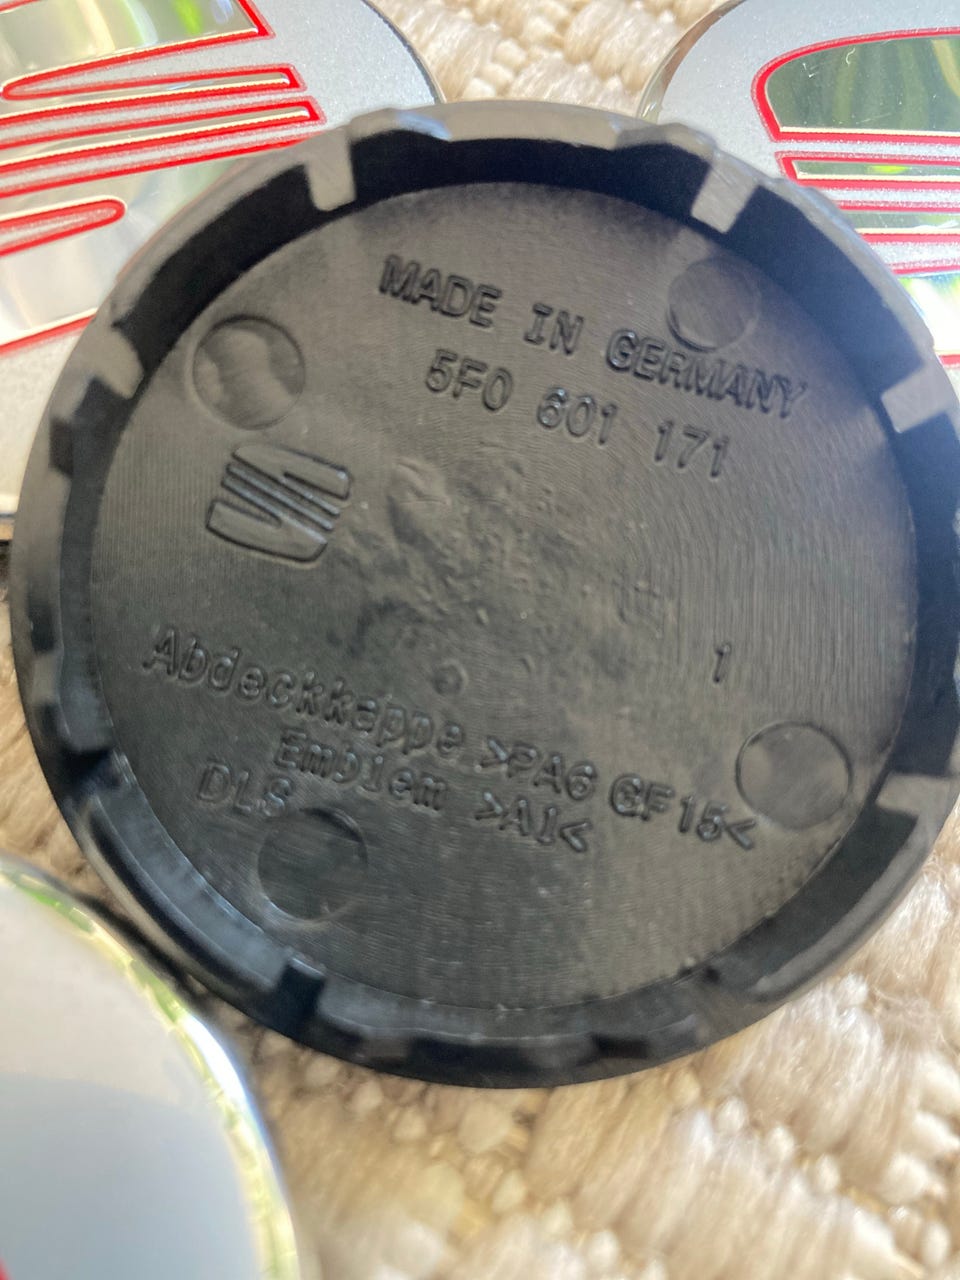 MADE IN GERMANY
5F0 601 171
1
Abdeckkappe >PA6 GF15<
Emblem >Al<
DLS